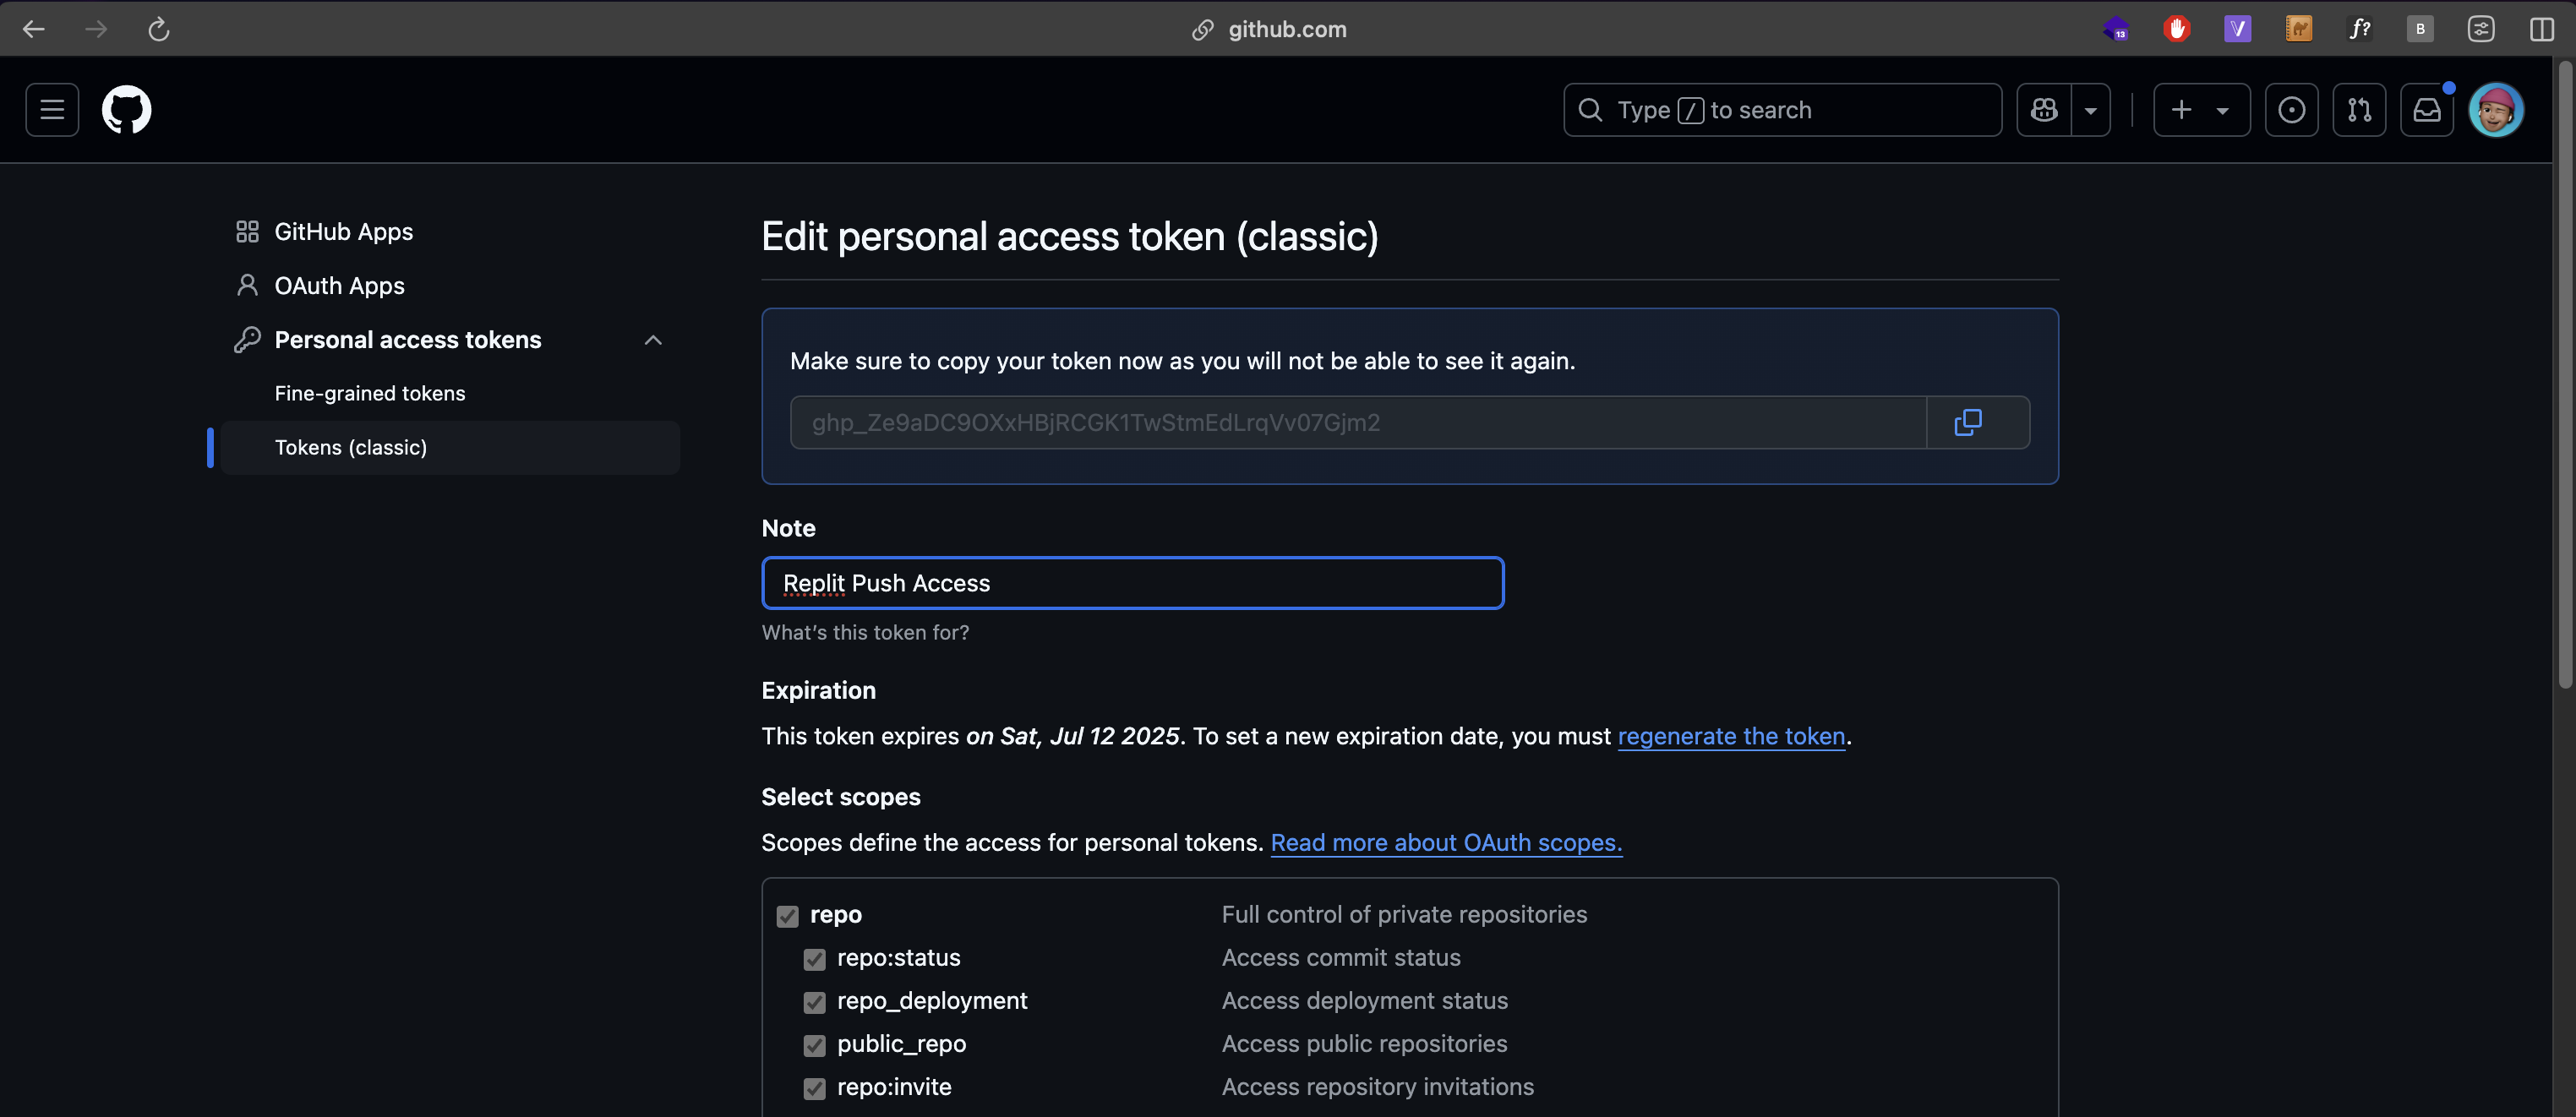 github.com
13
V
f?
B
Type / to search
GitHub Apps
OAuth Apps
Personal access tokens
Fine-grained tokens
Tokens (classic)
Edit personal access token (classic)
Make sure to copy your token now as you will not be able to see it again.
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
Note
Replit Push Access
What's this token for?
Expiration
This token expires on Sat, Jul 12 2025. To set a new expiration date, you must regenerate the token.
Select scopes
Scopes define the access for personal tokens. Read more about OAuth scopes.
repo Full control of private repositories
repo:status Access commit status
repo_deployment Access deployment status
public_repo Access public repositories
repo:invite Access repository invitations